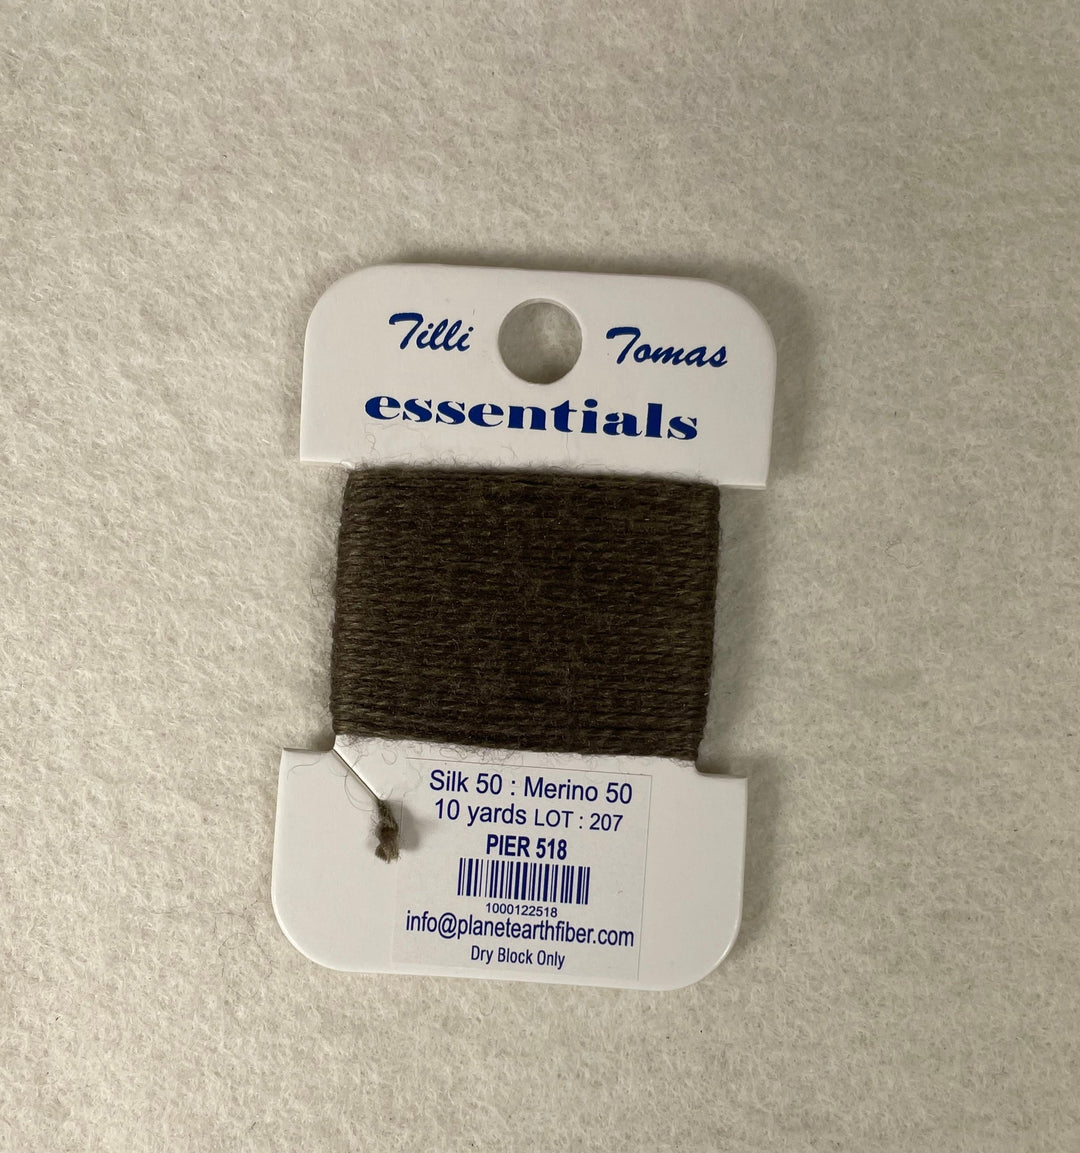 Tilli Tomas
essentials
Silk 50 : Merino 50
10 yards LOT : 207
PIER 518
1000122518
info@planetearthfiber.com
Dry Block Only